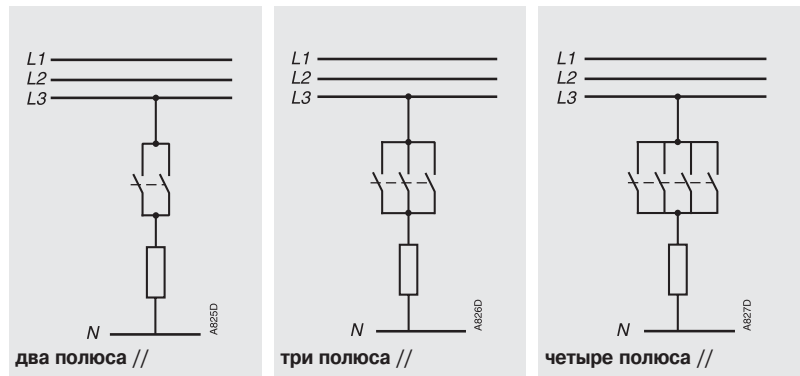 L1
L2
L3
N
A825D
два полюса //
L1
L2
L3
N
A826D
три полюса //
L1
L2
L3
N
A827D
четыре полюса //